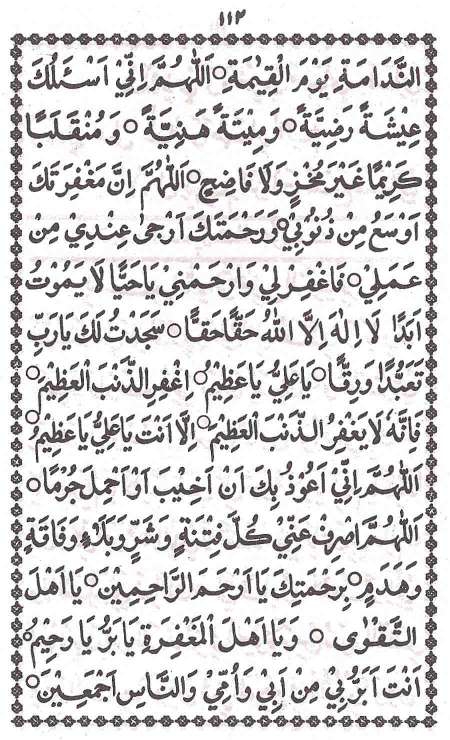 ١١٢
النَّدَامَةِ يَوْمَ الْقِيٰمَةِ ○ اَللّٰهُمَّ اِنِّيْ اَسْئَلُكَ
عِيْشَةً رَضِيَّةً ○ وَمِيْتَةً هَنِيَّةً ○ وَمُنْقَلَبًا
كَرِيْمًا غَيْرَ مُخْزٍ وَلَا فَاضِحٍ ○ اَللّٰهُمَّ اِنَّ مَغْفِرَتَكَ
اَوْسَعُ مِنْ ذُنُوْبِيْ ○ وَرَحْمَتَكَ اَرْجٰى عِنْدِيْ مِنْ
عَمَلِيْ ○ فَاغْفِرْلِيْ وَارْحَمْنِيْ يَاحَيًّا لَا يَمُوْتُ
اَبَدًا لَا اِلٰهَ اِلَّا اللّٰهُ حَقًّا حَقًّا ○ سَجَدْتُ لَكَ يَارَبِّ
تَعَبُّدًا وَرِقًّا ○ يَاعَلِيُّ يَاعَظِيْمُ ○ اِغْفِرِ الذَّنْبَ الْعَظِيْمَ ○
فَاِنَّهٗ لَا يَغْفِرُ الذَّنْبَ الْعَظِيْمَ ○ اِلَّا اَنْتَ يَاعَلِيُّ يَاعَظِيْمُ ○
اَللّٰهُمَّ اِنِّيْ اَعُوْذُ بِكَ اَنْ اَخِيْبَ اَوْ اَحْمِلَ جُرْمًا ○
اَللّٰهُمَّ اصْرِفْ عَنِّيْ كُلَّ فِتْنَةٍ وَشَرٍّ وَبَلَاءٍ وَفَاقَةٍ
وَهَدَمٍ ○ بِرَحْمَتِكَ يَا اَرْحَمَ الرَّاحِمِيْنَ ○ يَا اَهْلَ
التَّقْوٰى ○ وَيَا اَهْلَ الْمَغْفِرَةِ يَابَرُّ يَا رَحِيْمُ ○
اَنْتَ اَبَرُّ بِيْ مِنْ اَبِيْ وَاُمِّيْ وَالنَّاسِ اَجْمَعِيْنَ ○